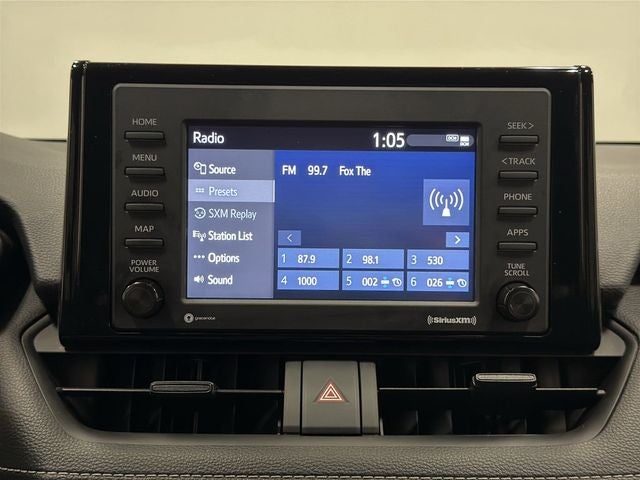 HOME
MENU
AUDIO
MAP
POWER
VOLUME
Radio 1:05 DCM
DCM
Source
Presets
SXM Replay
Station List
Options
Sound
FM 99.7 Fox The
< >
1 87.9 2 98.1 3 530
4 1000 5 002 6 026
SEEK >
< TRACK
PHONE
APPS
TUNE
SCROLL
gracenote
SiriusXM